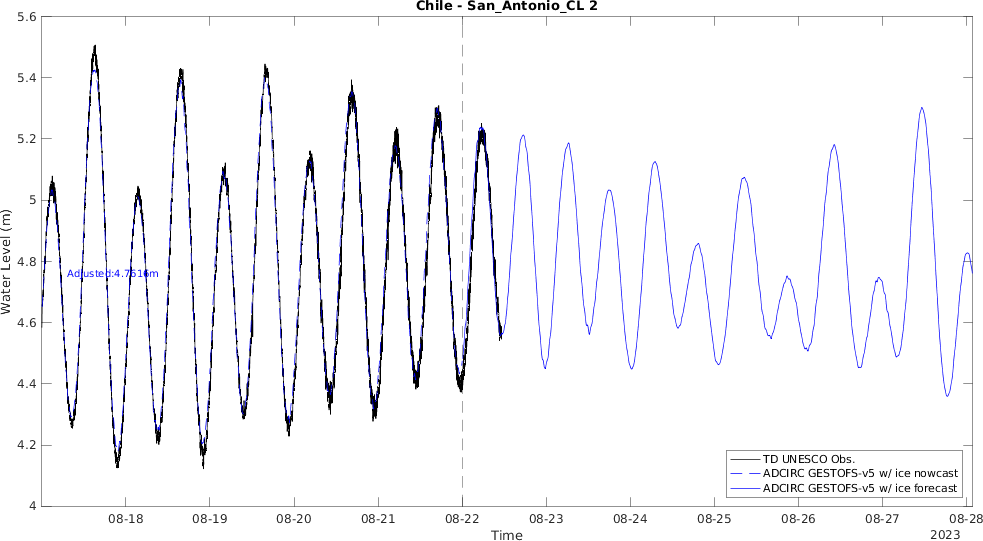 Chile - San_Antonio_CL 2
Water Level (m)
5.6
5.4
5.2
5
4.8
4.6
4.4
4.2
4
Adjusted:4.7616m
TD UNESCO Obs.
ADCIRC GESTOFS-v5 w/ ice nowcast
ADCIRC GESTOFS-v5 w/ ice forecast
08-18 08-19 08-20 08-21 08-22 08-23 08-24 08-25 08-26 08-27 08-28
Time
2023